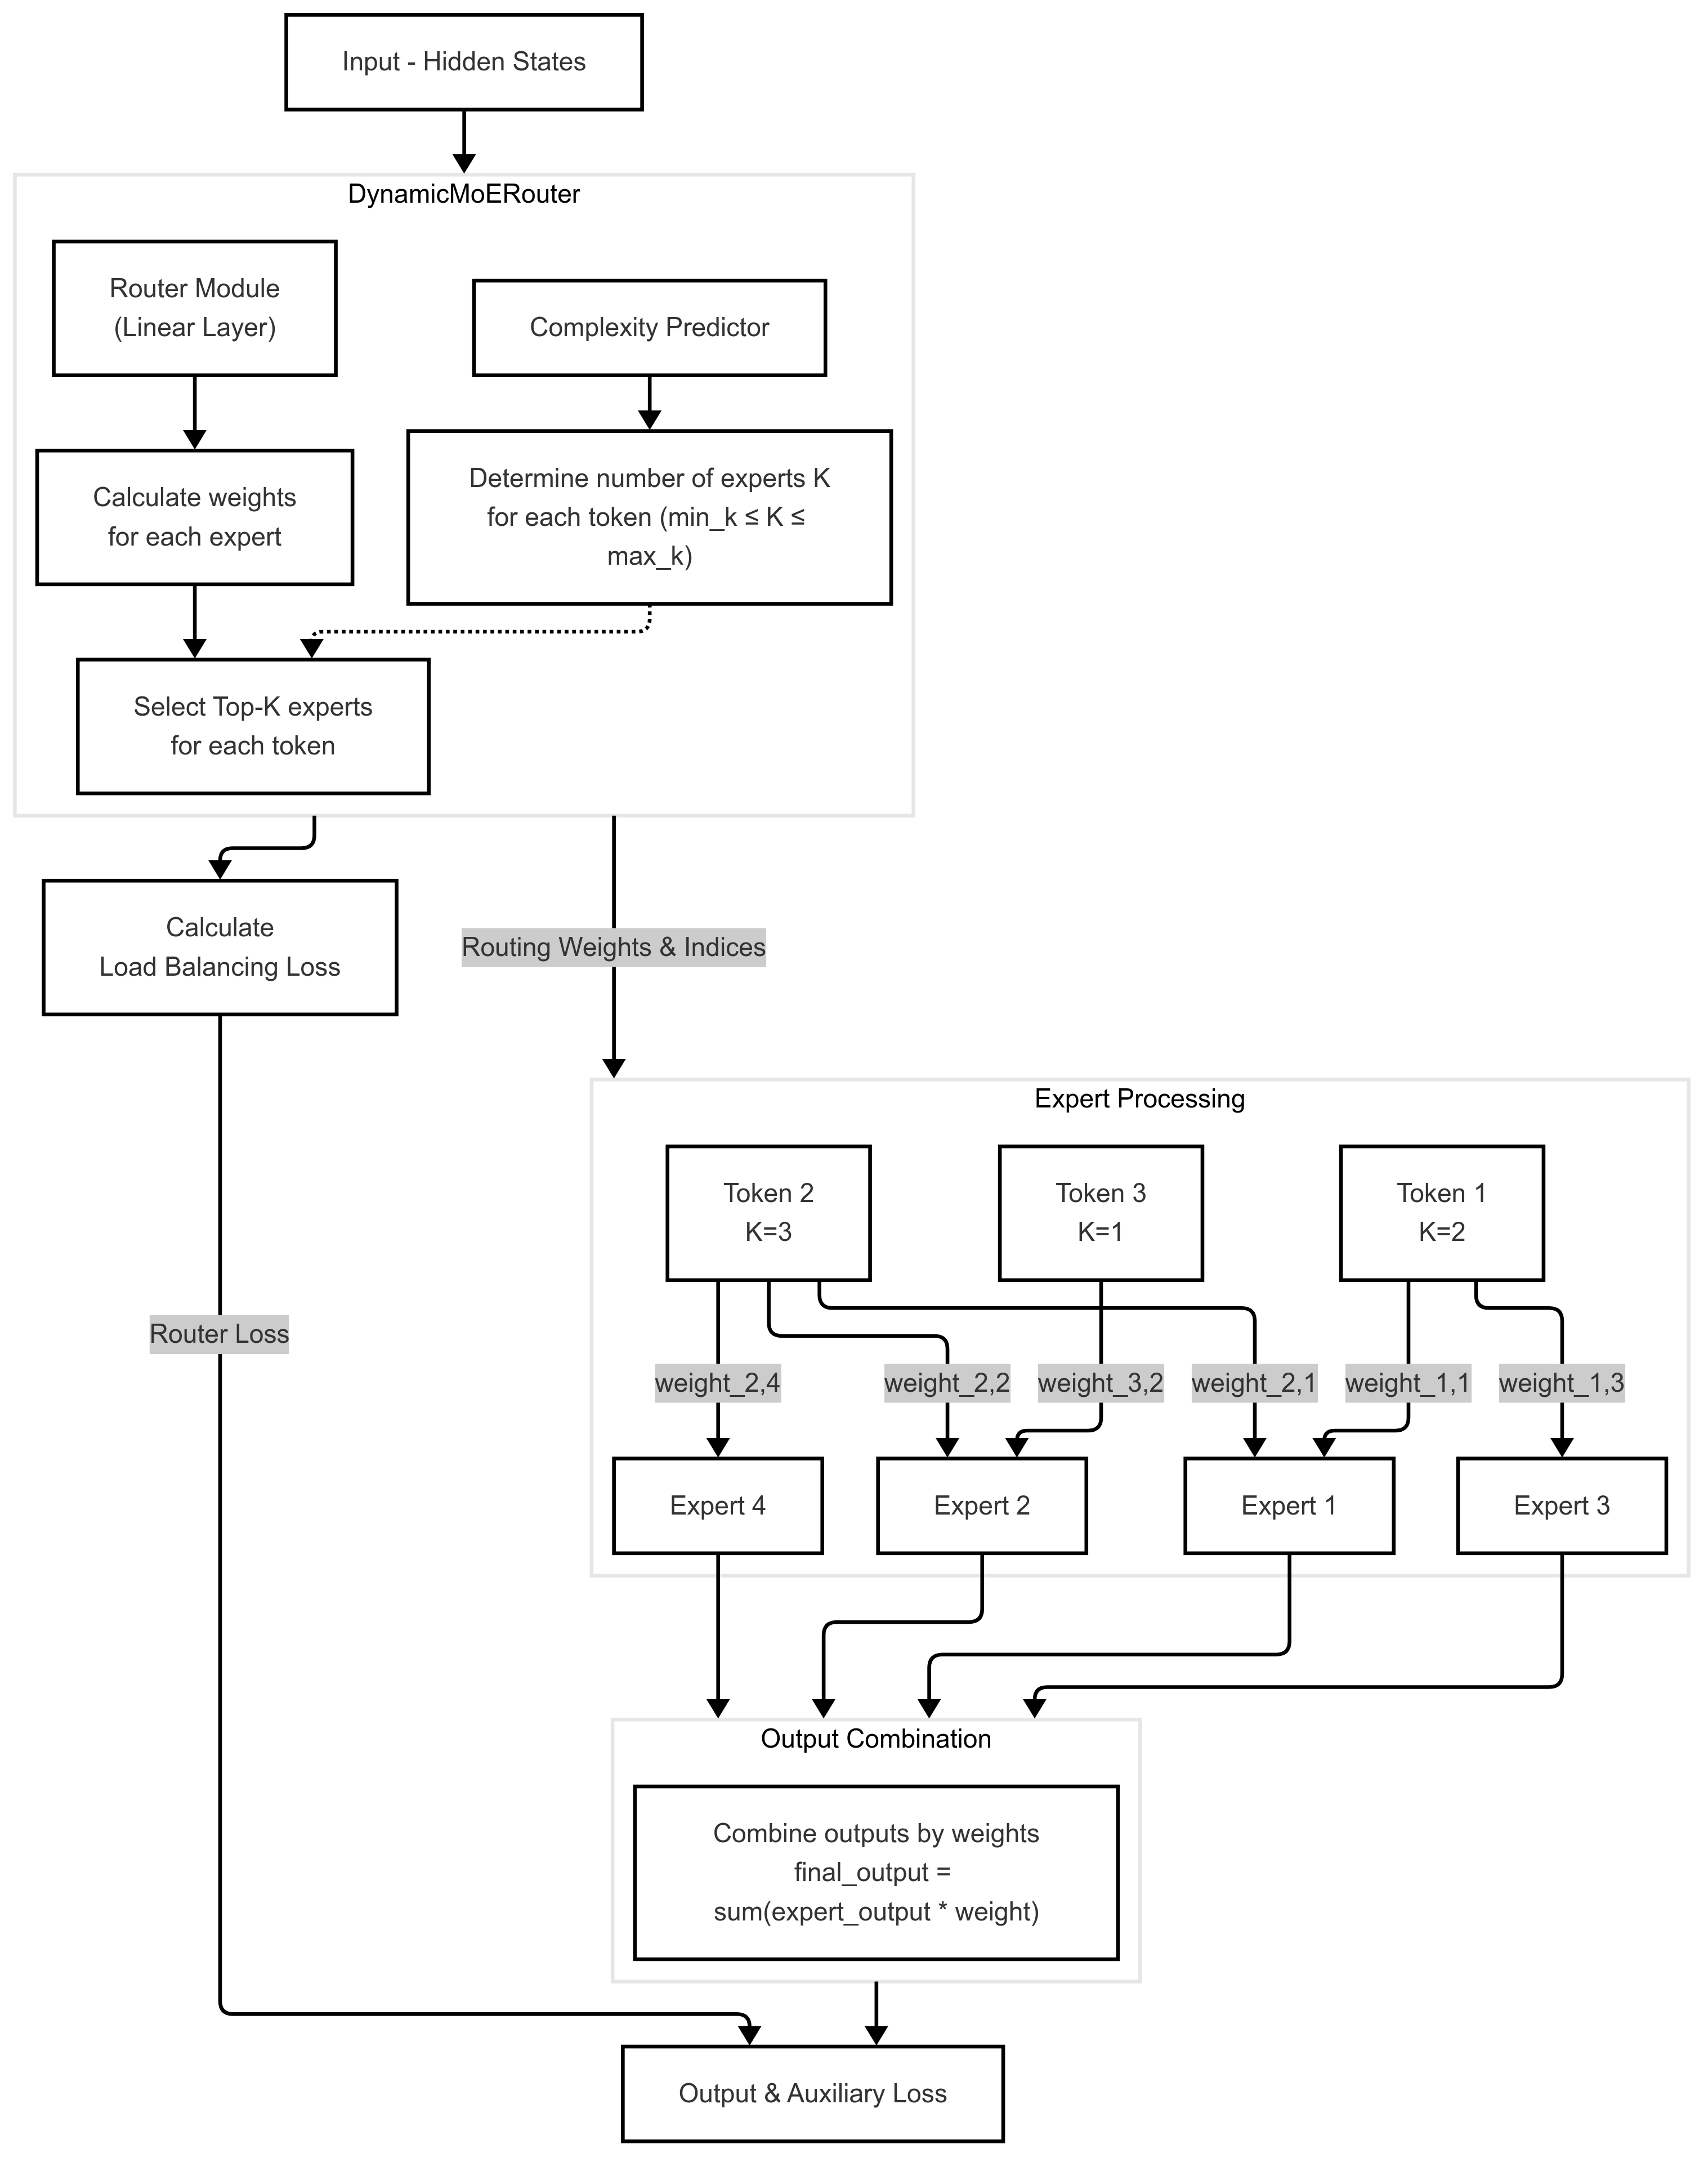 Input - Hidden States
DynamicMoERouter
Router Module
(Linear Layer)
Complexity Predictor
Calculate weights
for each expert
Determine number of experts K
for each token (min_k ≤ K ≤
max_k)
Select Top-K experts
for each token
Calculate
Load Balancing Loss
Routing Weights & Indices
Router Loss
Expert Processing
Token 2
K=3
Token 3
K=1
Token 1
K=2
weight_2,4
weight_2,2
weight_3,2
weight_2,1
weight_1,1
weight_1,3
Expert 4
Expert 2
Expert 1
Expert 3
Output Combination
Combine outputs by weights
final_output =
sum(expert_output * weight)
Output & Auxiliary Loss